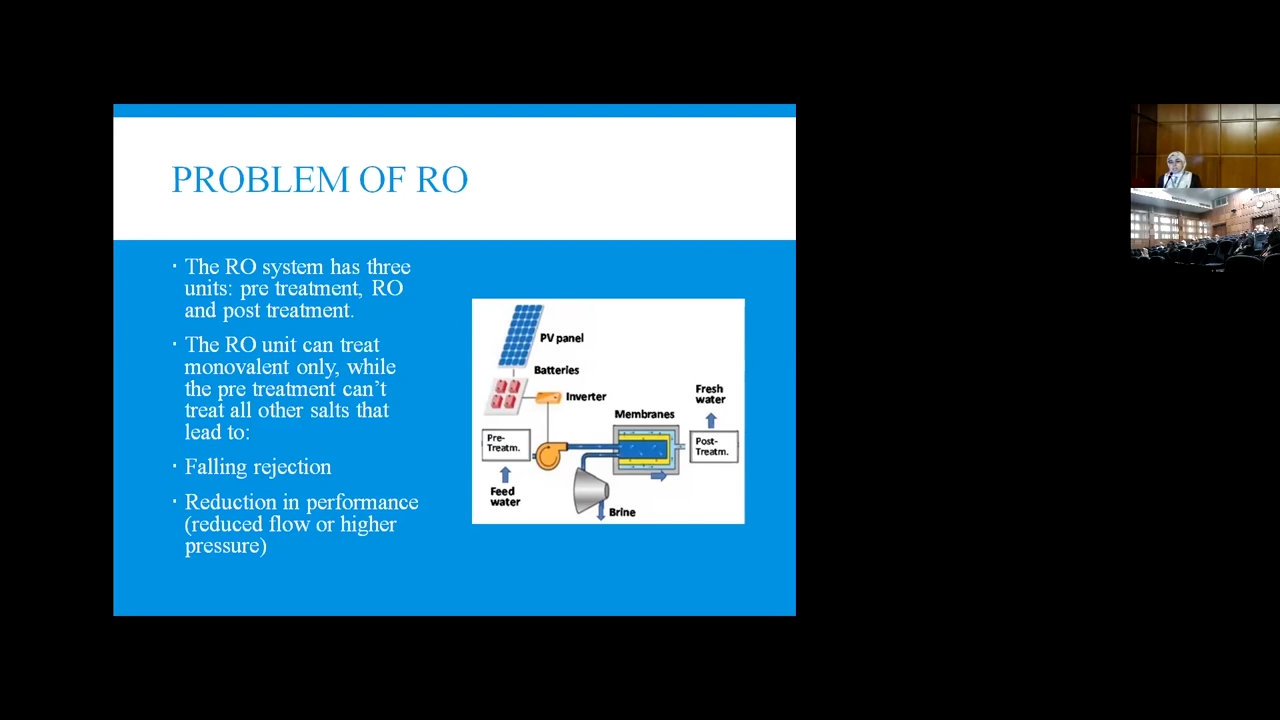 PROBLEM OF RO
· The RO system has three
units: pre treatment, RO
and post treatment.
· The RO unit can treat
monovalent only, while
the pre treatment can’t
treat all other salts that
lead to:
· Falling rejection
· Reduction in performance
(reduced flow or higher
pressure)
PV panel
Batteries
Inverter
Fresh
water
Membranes
Pre-
Treatm.
Post-
Treatm.
Feed
water
Brine